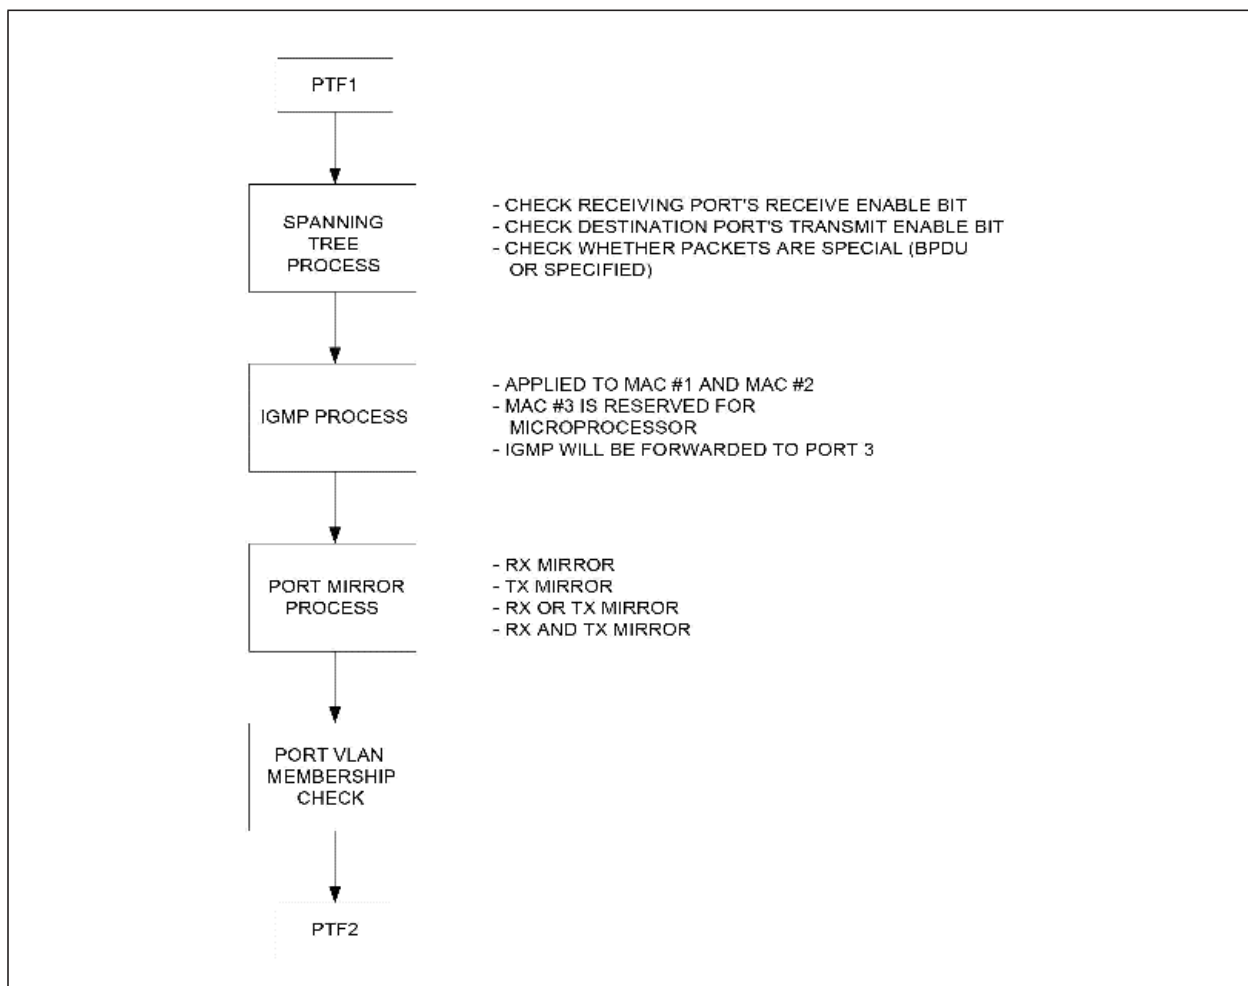 PTF1
SPANNING
TREE
PROCESS
- CHECK RECEIVING PORT'S RECEIVE ENABLE BIT
- CHECK DESTINATION PORT'S TRANSMIT ENABLE BIT
- CHECK WHETHER PACKETS ARE SPECIAL (BPDU
OR SPECIFIED)
IGMP PROCESS
- APPLIED TO MAC #1 AND MAC #2
- MAC #3 IS RESERVED FOR
MICROPROCESSOR
- IGMP WILL BE FORWARDED TO PORT 3
PORT MIRROR
PROCESS
- RX MIRROR
- TX MIRROR
- RX OR TX MIRROR
- RX AND TX MIRROR
PORT VLAN
MEMBERSHIP
CHECK
PTF2